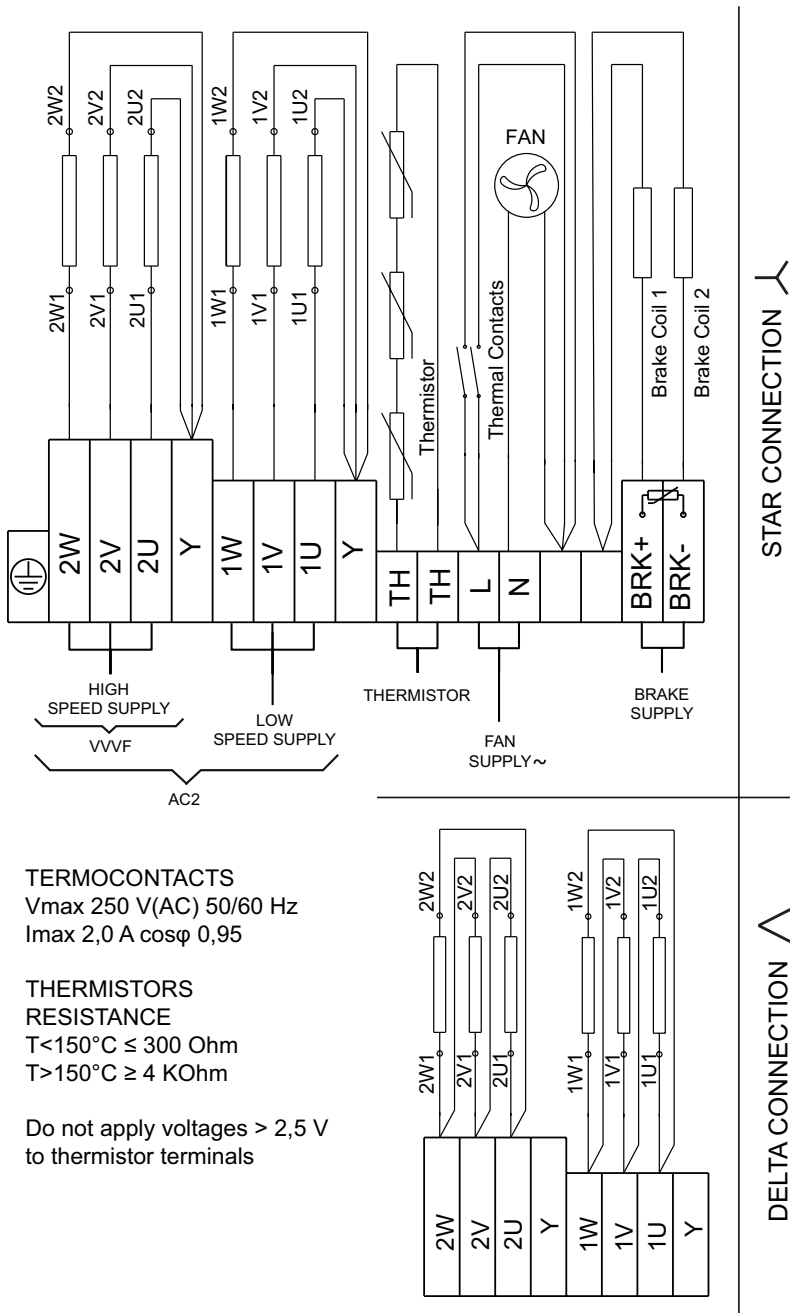 2W2
2V2
2U2
1W2
1V2
1U2
FAN
2W1
2V1
2U1
1W1
1V1
1U1
Thermistor
Thermal Contacts
Brake Coil 1
Brake Coil 2
STAR CONNECTION
2W
2V
2U
Y
1W
1V
1U
Y
TH
TH
L
N
BRK+
BRK-
HIGH
SPEED SUPPLY
VVVF
LOW
SPEED SUPPLY
AC2
THERMISTOR
FAN
SUPPLY~
BRAKE
SUPPLY
TERMOCONTACTS
Vmax 250 V(AC) 50/60 Hz
Imax 2,0 A cosφ 0,95
THERMISTORS
RESISTANCE
T<150°C ≤ 300 Ohm
T>150°C ≥ 4 KOhm
Do not apply voltages > 2,5 V
to thermistor terminals
2W2
2V2
2U2
1W2
1V2
1U2
2W1
2V1
2U1
1W1
1V1
1U1
2W
2V
2U
Y
1W
1V
1U
Y
DELTA CONNECTION